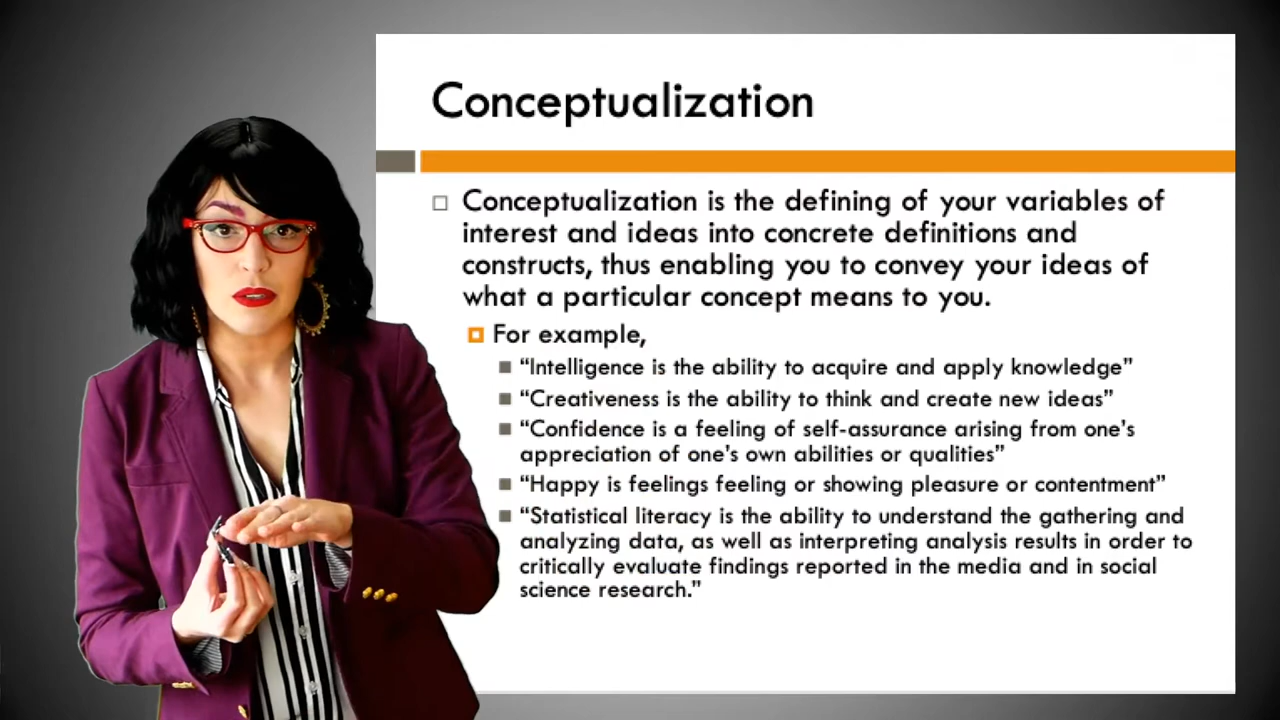 Conceptualization
Conceptualization is the defining of your variables of
interest and ideas into concrete definitions and
constructs, thus enabling you to convey your ideas of
what a particular concept means to you.
For example,
“Intelligence is the ability to acquire and apply knowledge”
“Creativeness is the ability to think and create new ideas”
“Confidence is a feeling of self-assurance arising from one’s
appreciation of one’s own abilities or qualities”
“Happy is feelings feeling or showing pleasure or contentment”
“Statistical literacy is the ability to understand the gathering and
analyzing data, as well as interpreting analysis results in order to
critically evaluate findings reported in the media and in social
science research.”